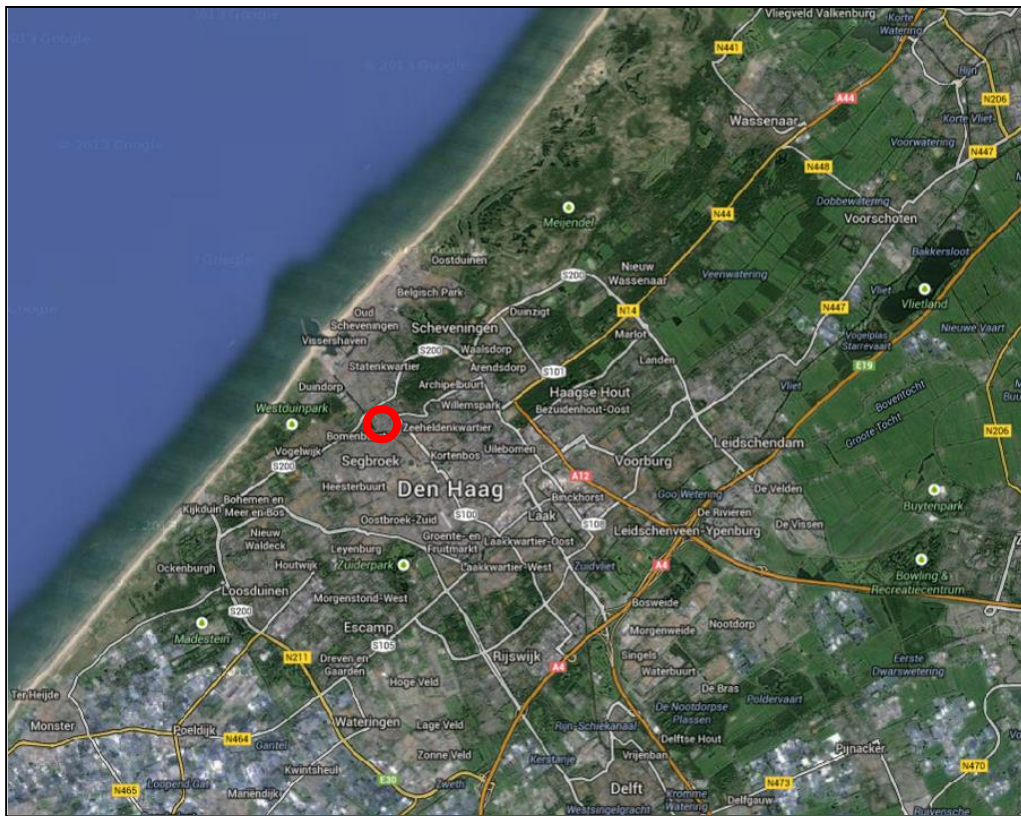 Vliegveld Valkenburg
Korte
Watering
N441
Rijn
A44
N206
Korte Vliet
Wassenaar
Voorwatering
N447
N448
© 2013 Google
Dobbewatering
Meijendel
N44
Voorschoten
Bakkersloot
Oostduinen
Nieuw
Wassenaar
S200
Veenwatering
Vliet
Vlietland
Belgisch Park
Duinzigt
N14
N447
Oud
Scheveningen
Scheveningen
Marlot
Vogelplas
Starrevaart
Nieuwe Vaart
Vissershaven
S200
Waalsdorp
Landen
Statenkwartier
Arendsdorp
S101
E19
Duindorp
Archipelbuurt
Haagse Hout
Vliet
Boventocht
Westduinpark
Willemspark
Bezuidenhout-Oost
Zeeheldenkwartier
Groote-Tocht
N206
Vogelwijk
Segbroek
Kortenbos
Uilebomen
Leidschendam
S200
Voorburg
Heesterbuurt
Den Haag
A12
De Velden
Bohemen en
Meer en Bos
Binckhorst
Goo Wetering
Buytenpark
Kijkduin
Oostbroek-Zuid
S100
Laak
S108
De Rivieren
De Vissen
Nieuw
Waldeck
Leyenburg
Groente- en
Fruitmarkt
Laakkwartier-Oost
Leidschenveen-Ypenburg
Ockenburgh
Houtwijk
Zuiderpark
Laakkwartier-West
Zuidvliet
A4
Bowling &
Recreatiecentrum
Loosduinen
Morgenstond-West
Bosweide
S200
Madestein
Escamp
S105
Morgenweide
Nootdorp
N211
Dreven en
Gaarden
Rijswijk
A4
Singels
Waterbuurt
Eerste
Dwarswetering
Ter Heijde
Hoge Veld
De Bras
Poldervaart
Monster
Poeldijk
Wateringen
Lage Veld
De Nootdorpse
Plassen
Rijn-Schiekanaal
N464
Gantel
Delftse Hout
Pijnacker
Zonne Veld
Kerstanje
Vrijenban
Kwintsheul
E30
Zweth
N470
Loopend Gat
N473
N465
Mariendijk
Delft
Kromme
Watering
Delfgauw
Westsingelgracht
Ruivensche